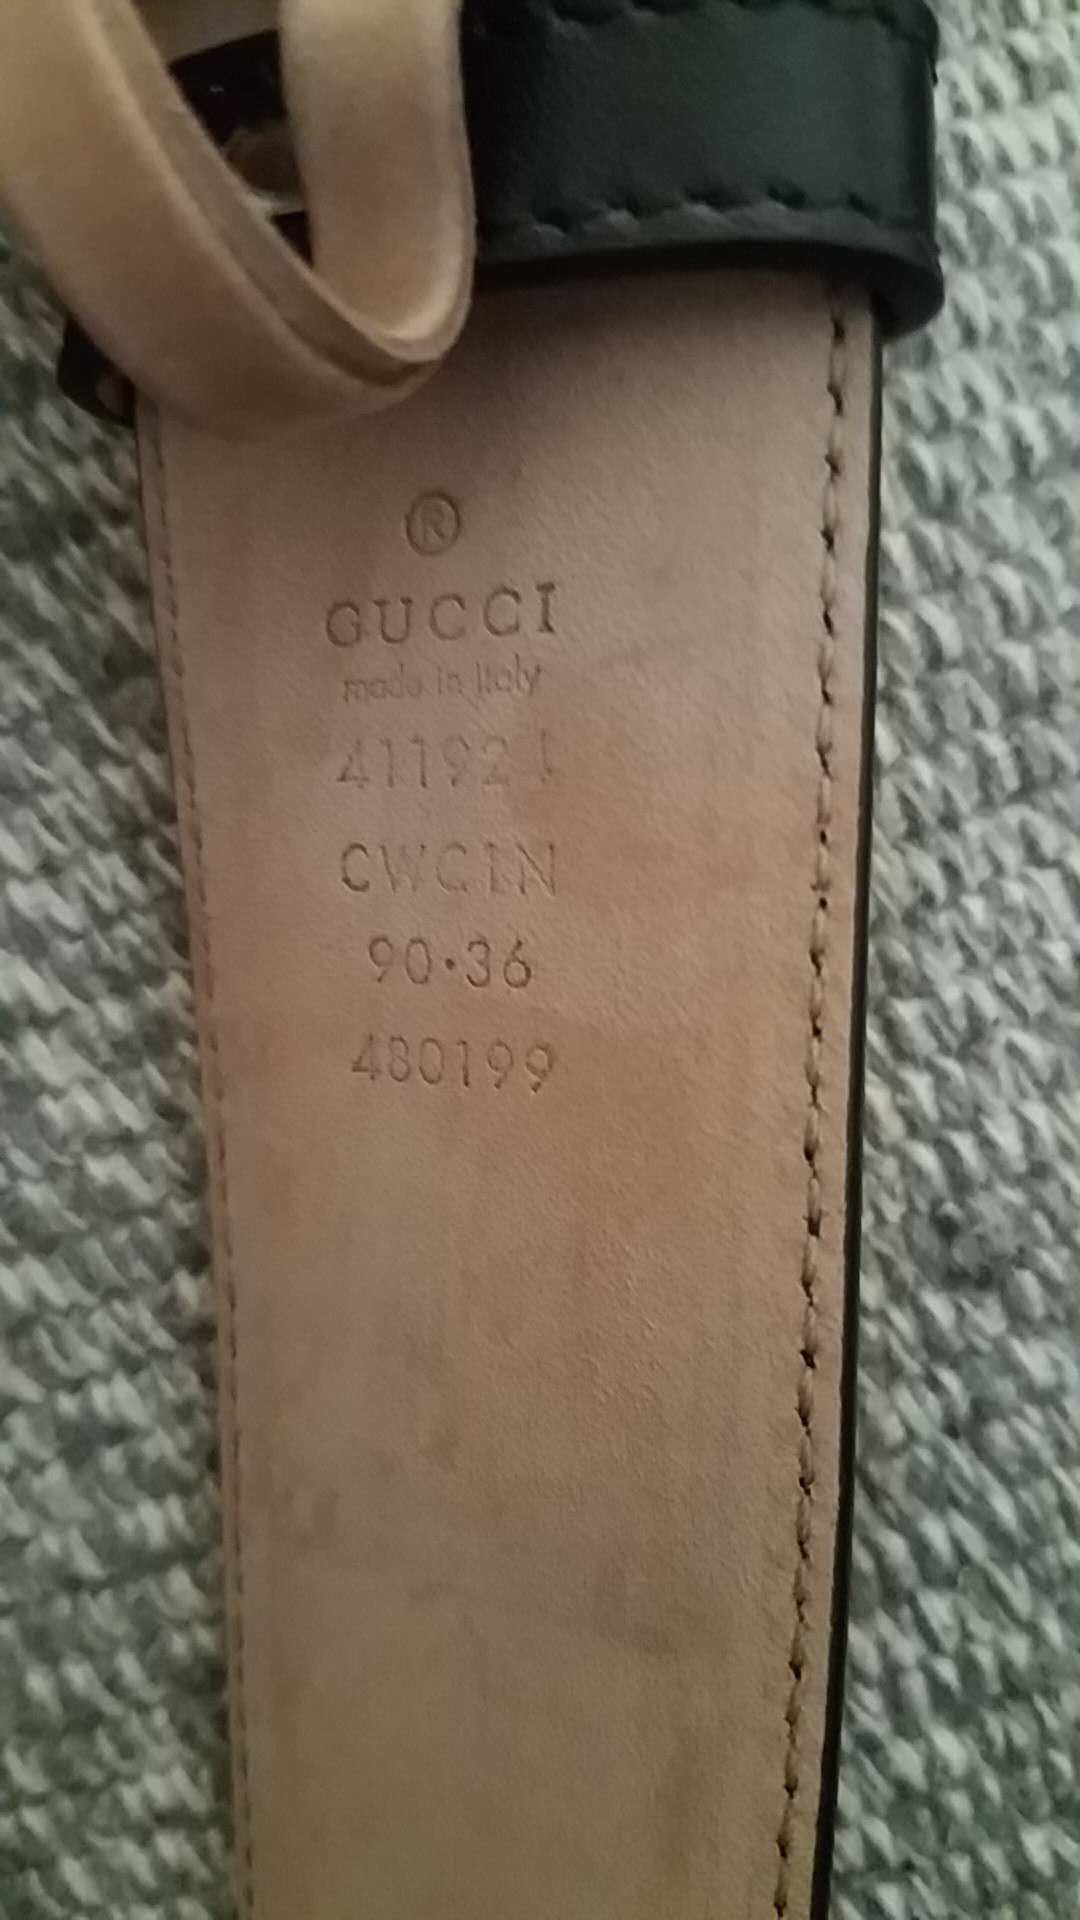 ®
GUCCI
made in italy
411924
CWC1N
90·36
480199